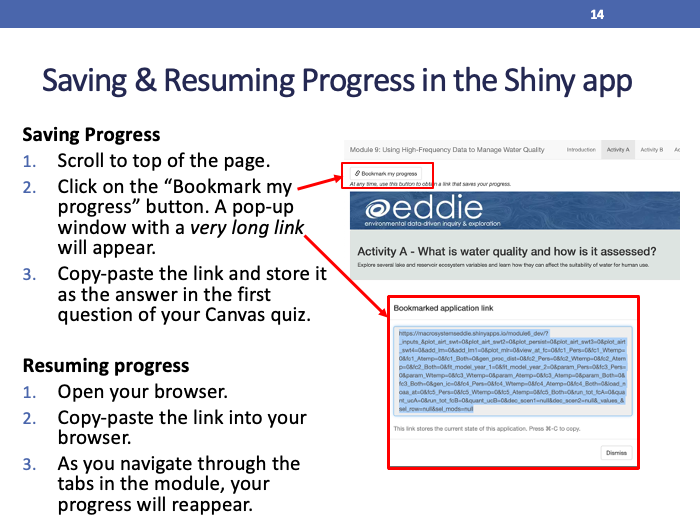 14
Saving & Resuming Progress in the Shiny app
Saving Progress
1. Scroll to top of the page.
2. Click on the “Bookmark my
progress” button. A pop-up
window with a very long link
will appear.
3. Copy-paste the link and store it
as the answer in the first
question of your Canvas quiz.
Resuming progress
1. Open your browser.
2. Copy-paste the link into your
browser.
3. As you navigate through the
tabs in the module, your
progress will reappear.
Module 9: Using High-Frequency Data to Manage Water Quality Introduction Activity A Activity B Ac
Bookmark my progress
At any time, use this button to obtain a link that saves your progress.
eddie
environmental data-driven inquiry & exploration
Activity A - What is water quality and how is it assessed?
Explore several lake and reservoir ecosystem variables and learn how they can affect the suitability of water for human use.
Bookmarked application link
https://macrosystemseddie.shinyapps.io/module6_dev/?
_inputs_&plot_airt_swt=0&plot_airt_swt2=0&plot_persist=0&plot_airt_swt3=0&plot_airt
_swt4=0&add_lm=0&add_lm1=0&plot_mlr=0&view_at_fc=0&fc1_Pers=0&fc1_Wtemp=
0&fc1_Atemp=0&fc1_Both=0&gen_proc_dist=0&fc2_Pers=0&fc2_Wtemp=0&fc2_Atem
p=0&fc2_Both=0&fit_model_year_1=0&fit_model_year_2=0&param_Pers=0&fc3_Pers=
0&param_Wtemp=0&fc3_Wtemp=0&param_Atemp=0&fc3_Atemp=0&param_Both=0&
fc3_Both=0&gen_ic=0&fc4_Pers=0&fc4_Wtemp=0&fc4_Atemp=0&fc4_Both=0&load_n
oaa_at=0&fc5_Pers=0&fc5_Wtemp=0&fc5_Atemp=0&fc5_Both=0&run_tot_fcA=0&qua
nt_ucA=0&run_tot_fcB=0&quant_ucB=0&dec_scen1=null&dec_scen2=null&_values_&
sel_row=null&sel_mods=null
This link stores the current state of this application. Press ⌘-C to copy.
Dismiss